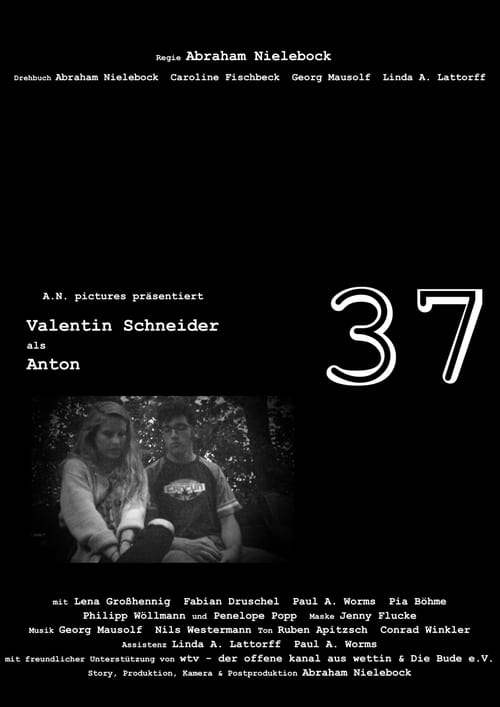 Regie Abraham Nielebock
Drehbuch Abraham Nielebock Caroline Fischbeck Georg Mausolf Linda A. Lattorff
A.N. pictures präsentiert
37
Valentin Schneider
als
Anton
CANCUN
mit Lena Großhennig Fabian Druschel Paul A. Worms Pia Böhme
Philipp Wöllmann und Penelope Popp Maske Jenny Flucke
Musik Georg Mausolf Nils Westermann Ton Ruben Apitzsch Conrad Winkler
Assistenz Linda A. Lattorff Paul A. Worms
mit freundlicher Unterstützung von wtv - der offene kanal aus wettin & Die Bude e.V.
Story, Produktion, Kamera & Postproduktion Abraham Nielebock